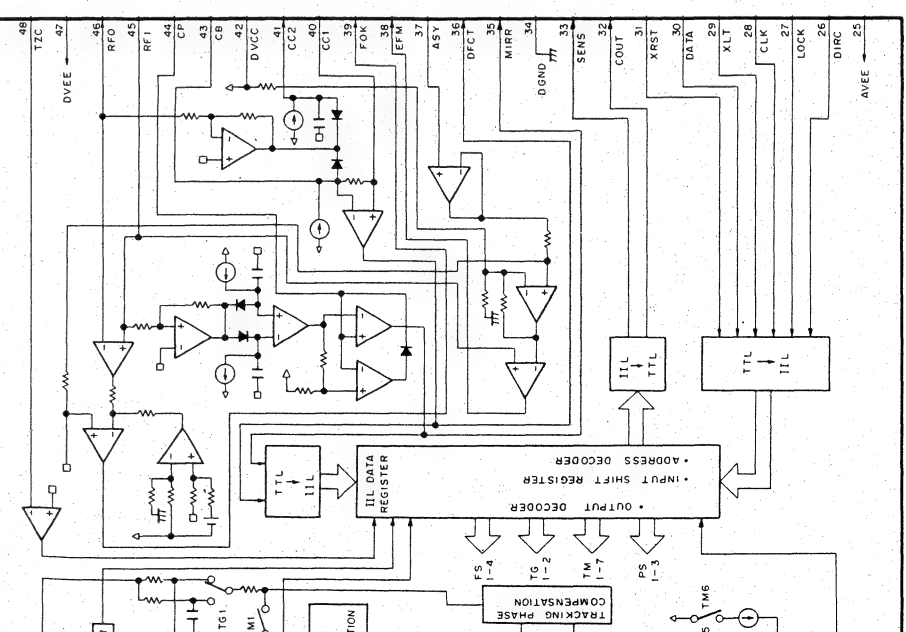 48
TZC
47
DVEE
46
RFO
45
RFI
44
CP
43
CB
42
DVCC
41
CC2
40
CC1
39
FOK
38
EFM
37
ASY
36
DFCT
35
MIRR
34
DGND
33
SENS
32
COUT
31
XRST
30
DATA
29
XLT
28
CLK
27
LOCK
26
DIRC
25
AVEE
IIL
TTL
TTL
IIL
TTL
IIL
IIL DATA
REGISTER
• ADDRESS DECODER
• INPUT SHIFT REGISTER
• OUTPUT DECODER
FS
1-4
TG
1-2
TM
1-7
PS
1-3
TRACKING PHASE
COMPENSATION
TG1
M1
TION
TM6
5